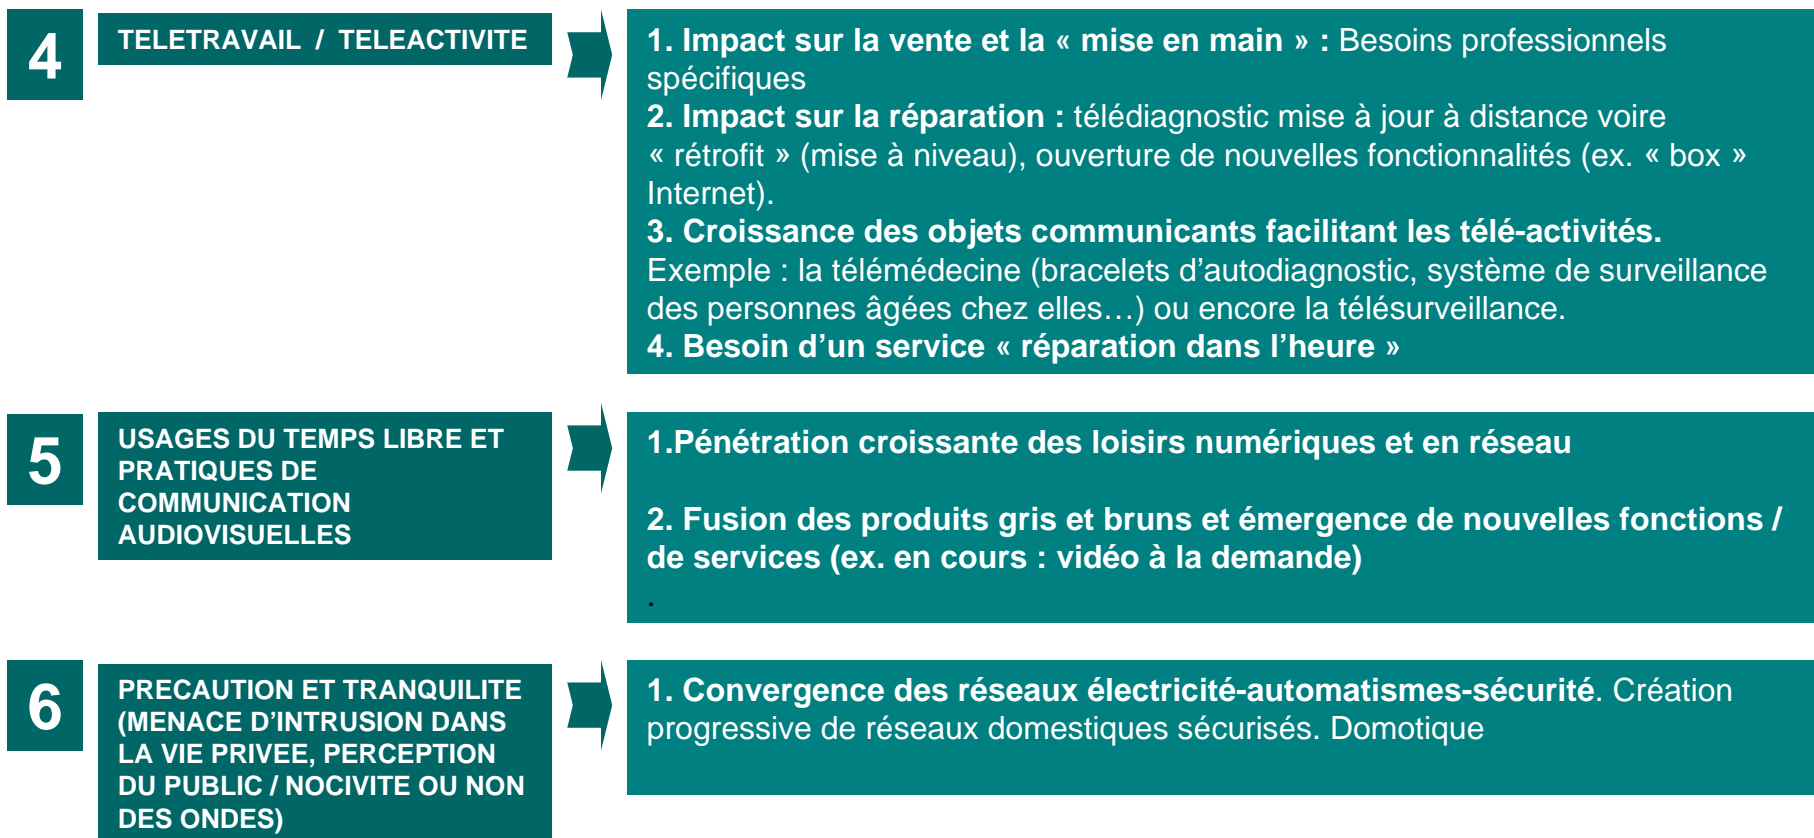 4
TELETRAVAIL / TELEACTIVITE
1. Impact sur la vente et la « mise en main » : Besoins professionnels
spécifiques
2. Impact sur la réparation : télédiagnostic mise à jour à distance voire
« rétrofit » (mise à niveau), ouverture de nouvelles fonctionnalités (ex. « box »
Internet).
3. Croissance des objets communicants facilitant les télé-activités.
Exemple : la télémédecine (bracelets d’autodiagnostic, système de surveillance
des personnes âgées chez elles…) ou encore la télésurveillance.
4. Besoin d’un service « réparation dans l’heure »
5
USAGES DU TEMPS LIBRE ET
PRATIQUES DE
COMMUNICATION
AUDIOVISUELLES
1.Pénétration croissante des loisirs numériques et en réseau
2. Fusion des produits gris et bruns et émergence de nouvelles fonctions /
de services (ex. en cours : vidéo à la demande)
.
6
PRECAUTION ET TRANQUILITE
(MENACE D’INTRUSION DANS
LA VIE PRIVEE, PERCEPTION
DU PUBLIC / NOCIVITE OU NON
DES ONDES)
1. Convergence des réseaux électricité-automatismes-sécurité. Création
progressive de réseaux domestiques sécurisés. Domotique